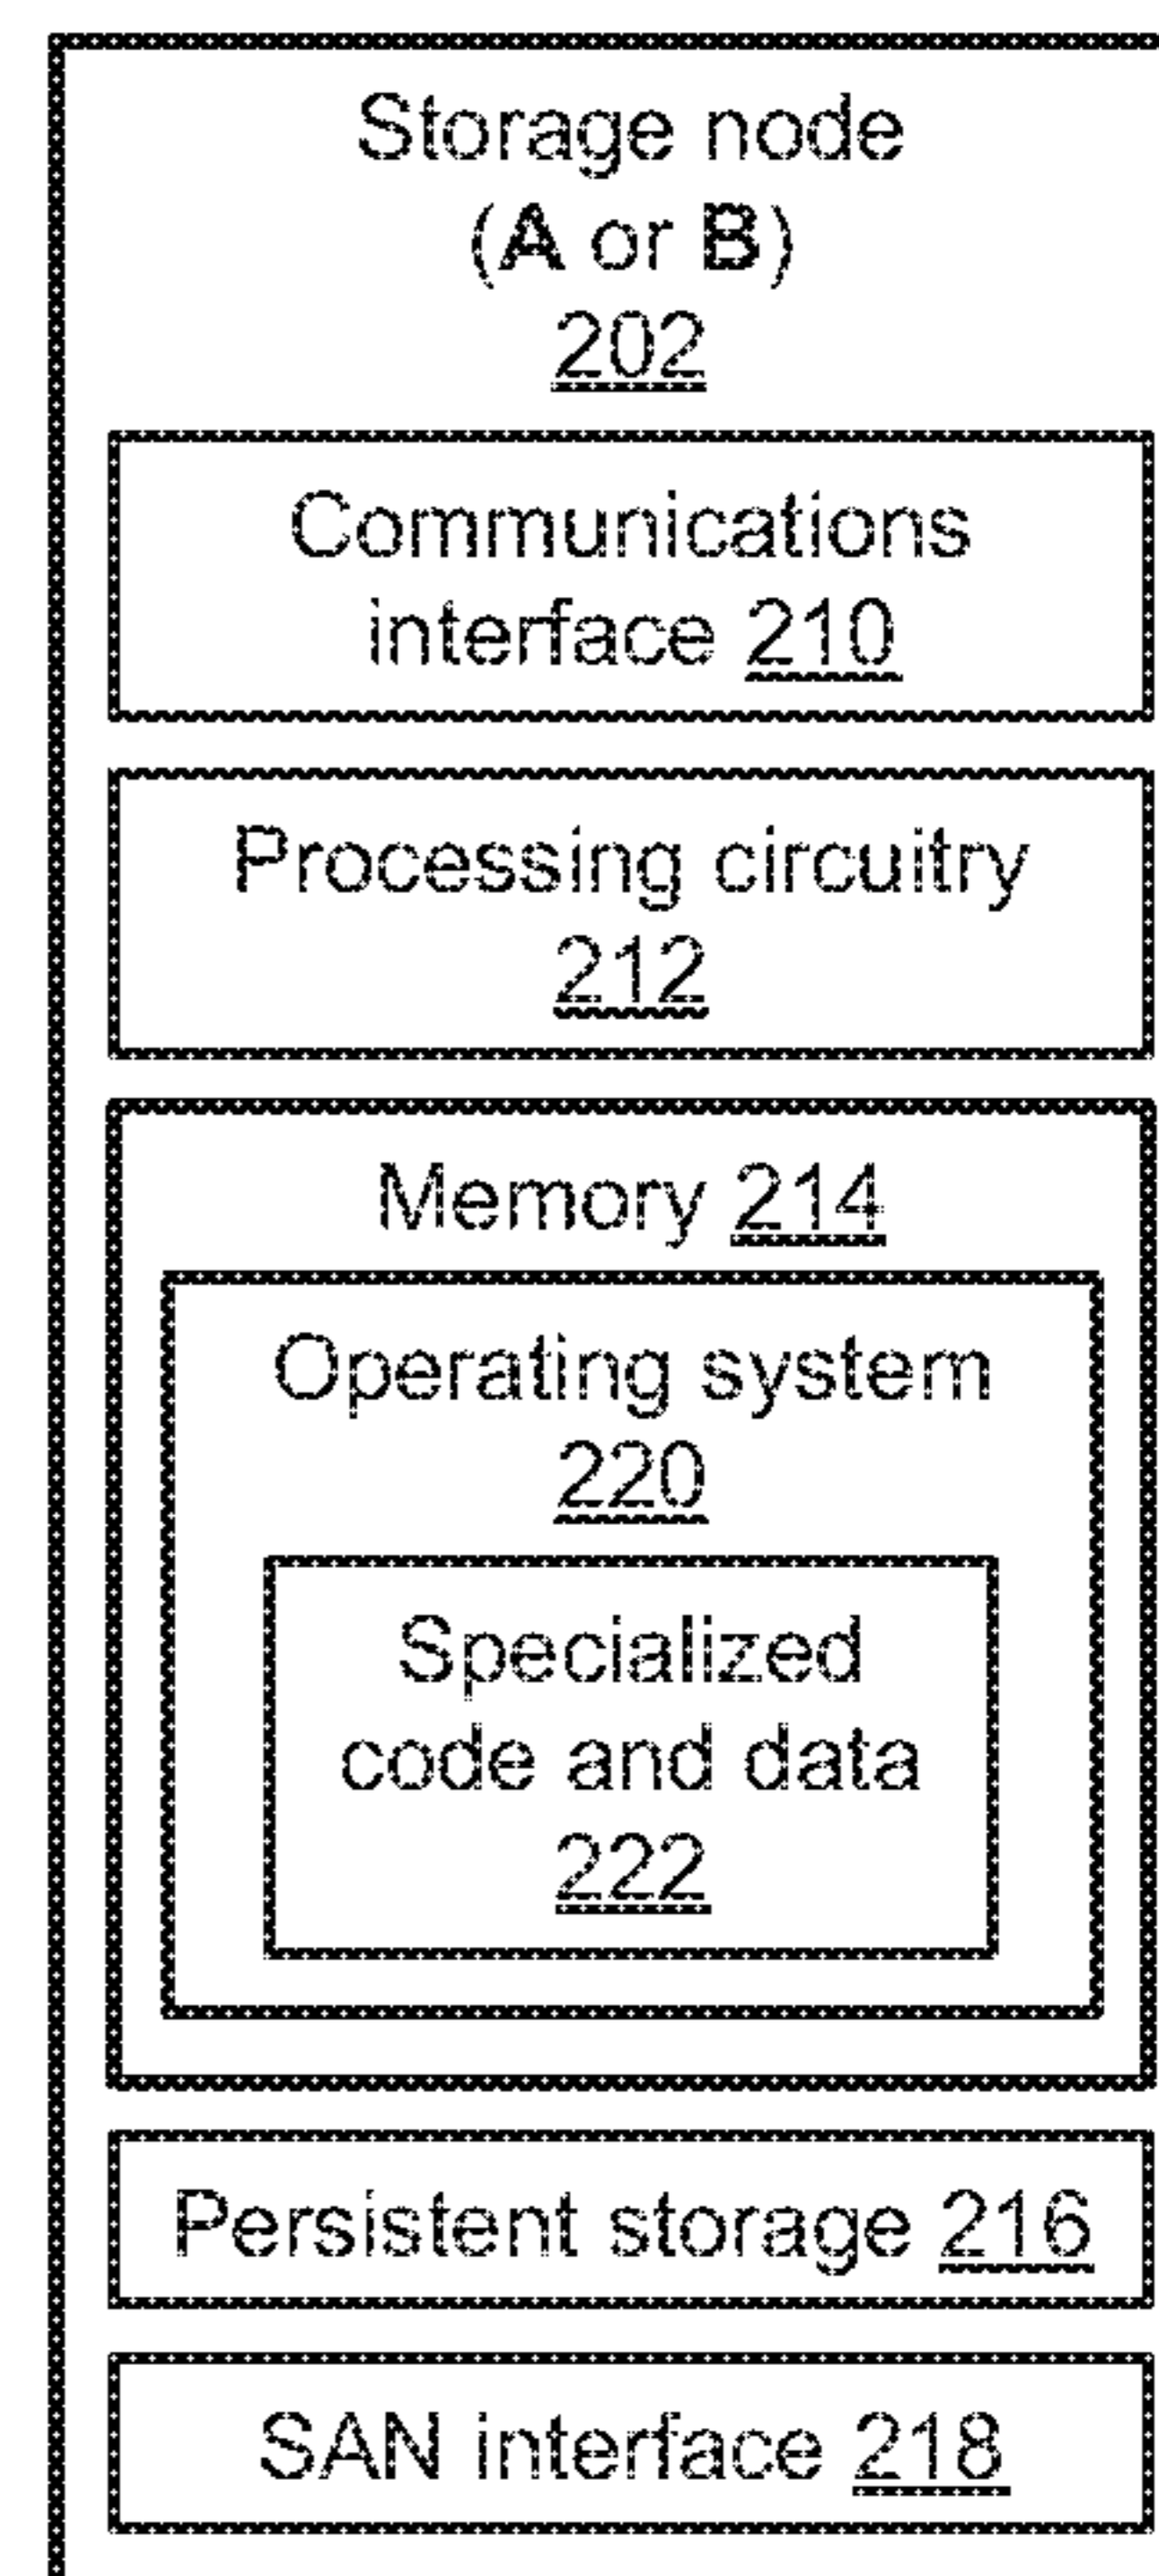 Storage node
(A or B)
202
Communications
interface 210
Processing circuitry
212
Memory 214
Operating system
220
Specialized
code and data
222
Persistent storage 216
SAN interface 218